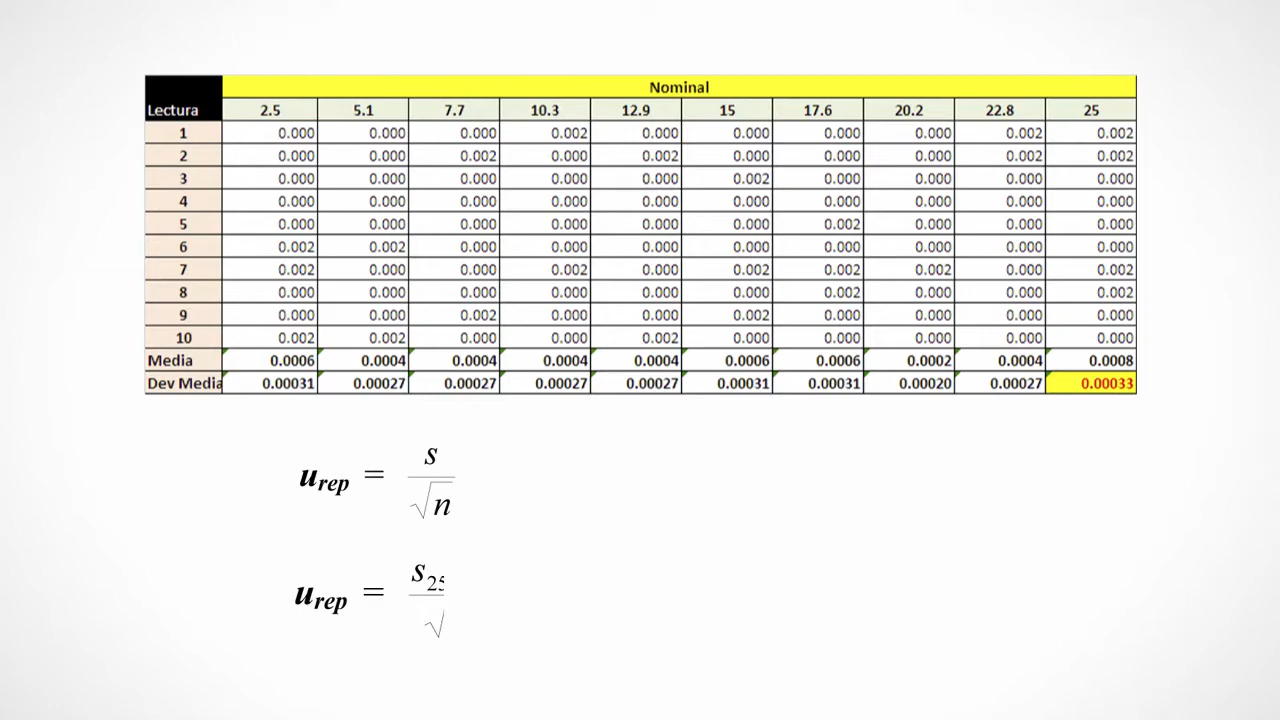 Nominal
Lectura 2.5 5.1 7.7 10.3 12.9 15 17.6 20.2 22.8 25
1 0.000 0.000 0.000 0.002 0.000 0.000 0.000 0.000 0.002 0.002
2 0.000 0.000 0.002 0.000 0.002 0.000 0.000 0.000 0.002 0.002
3 0.000 0.000 0.000 0.000 0.000 0.002 0.000 0.000 0.000 0.000
4 0.000 0.000 0.000 0.000 0.000 0.000 0.000 0.000 0.000 0.000
5 0.000 0.000 0.000 0.000 0.000 0.000 0.002 0.000 0.000 0.000
6 0.002 0.002 0.000 0.000 0.000 0.000 0.000 0.000 0.000 0.000
7 0.002 0.000 0.000 0.002 0.000 0.002 0.002 0.002 0.000 0.002
8 0.000 0.000 0.000 0.000 0.000 0.000 0.002 0.000 0.000 0.002
9 0.000 0.000 0.002 0.000 0.000 0.002 0.000 0.000 0.000 0.000
10 0.002 0.002 0.000 0.000 0.002 0.000 0.000 0.000 0.000 0.000
Media 0.0006 0.0004 0.0004 0.0004 0.0004 0.0006 0.0006 0.0002 0.0004 0.0008
Dev Media 0.00031 0.00027 0.00027 0.00027 0.00027 0.00031 0.00031 0.00020 0.00027 0.00033
u_rep = s / √n
u_rep = s_25 / √